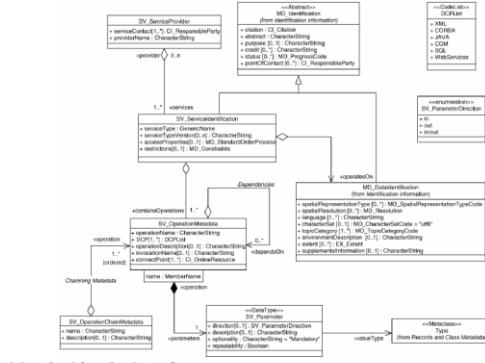 SV_ServiceProvider
+ serviceContact[1..*]: CI_ResponsibleParty
+ providerName : CharacterString
+provider
0..n
1..*
+services
<<Abstract>>
MD_Identification
(from Identification information)
+ citation : CI_Citation
+ abstract : CharacterString
+ purpose [0..1] : CharacterString
+ credit [0..*] : CharacterString
+ status [0..*] : MD_ProgressCode
+ pointOfContact [0..*] : CI_ResponsibleParty
<<CodeList>>
DCPList
+ XML
+ CORBA
+ JAVA
+ COM
+ SQL
+ WebServices
<<enumeration>>
SV_ParameterDirection
+ in
+ out
+ in/out
SV_ServiceIdentification
+ serviceType : GenericName
+ serviceTypeVersion[0..n] : CharacterString
+ accessProperties[0..1] : MD_StandardOrderProcess
+ restrictions[0..1] : MD_Constraints
+operatesOn
MD_DataIdentification
(from Identification information)
+ spatialRepresentationType [0..*] : MD_SpatialRepresentationTypeCode
+ spatialResolution [0..*] : MD_Resolution
+ language [1..*] : CharacterString
+ characterSet [0..1] : MD_CharacterSetCode = "utf8"
+ topicCategory [1..*] : MD_TopicCategoryCode
+ environmentDescription [0..1] : CharacterString
+ extent [0..*] : EX_Extent
+ supplementalInformation [0..1] : CharacterString
Dependencies
+containsOperations
1..*
SV_OperationMetadata
+ operationName : CharacterString
+ DCP[1..*] : DCPList
+ operationDescription[0..1] : CharacterString
+ invocationName[0..1] : CharacterString
+ connectPoint[1..*] : CI_OnlineResource
0..*
+dependsOn
+operation
1..*
(ordered)
name : MemberName
+operation
SV_OperationChainMetadata
+ name : CharacterString
+ description[0..1] : CharacterString
+parameters
1..*
<<DataType>>
SV_Parameter
+ direction[0..1] : SV_ParameterDirection
+ description[0..1] : CharacterString
+ optionality : CharacterString = "Mandatory"
+ repeatability : Boolean
+valueType
<<Metaclass>>
Type
(from Records and Class Metadata)